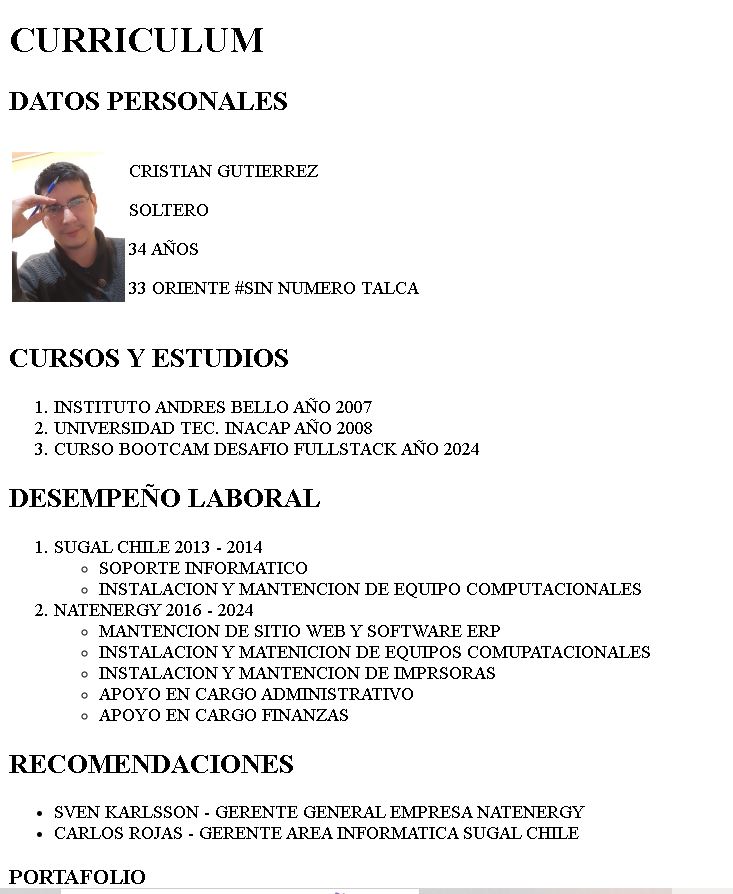 CURRICULUM
DATOS PERSONALES
CRISTIAN GUTIERREZ
SOLTERO
34 AÑOS
33 ORIENTE #SIN NUMERO TALCA
CURSOS Y ESTUDIOS
1. INSTITUTO ANDRES BELLO AÑO 2007
2. UNIVERSIDAD TEC. INACAP AÑO 2008
3. CURSO BOOTCAM DESAFIO FULLSTACK AÑO 2024
DESEMPEÑO LABORAL
1. SUGAL CHILE 2013 - 2014
SOPORTE INFORMATICO
INSTALACION Y MANTENCION DE EQUIPO COMPUTACIONALES
2. NATENERGY 2016 - 2024
MANTENCION DE SITIO WEB Y SOFTWARE ERP
INSTALACION Y MATENICION DE EQUIPOS COMUPATACIONALES
INSTALACION Y MANTENCION DE IMPRSORAS
APOYO EN CARGO ADMINISTRATIVO
APOYO EN CARGO FINANZAS
RECOMENDACIONES
SVEN KARLSSON - GERENTE GENERAL EMPRESA NATENERGY
CARLOS ROJAS - GERENTE AREA INFORMATICA SUGAL CHILE
PORTAFOLIO